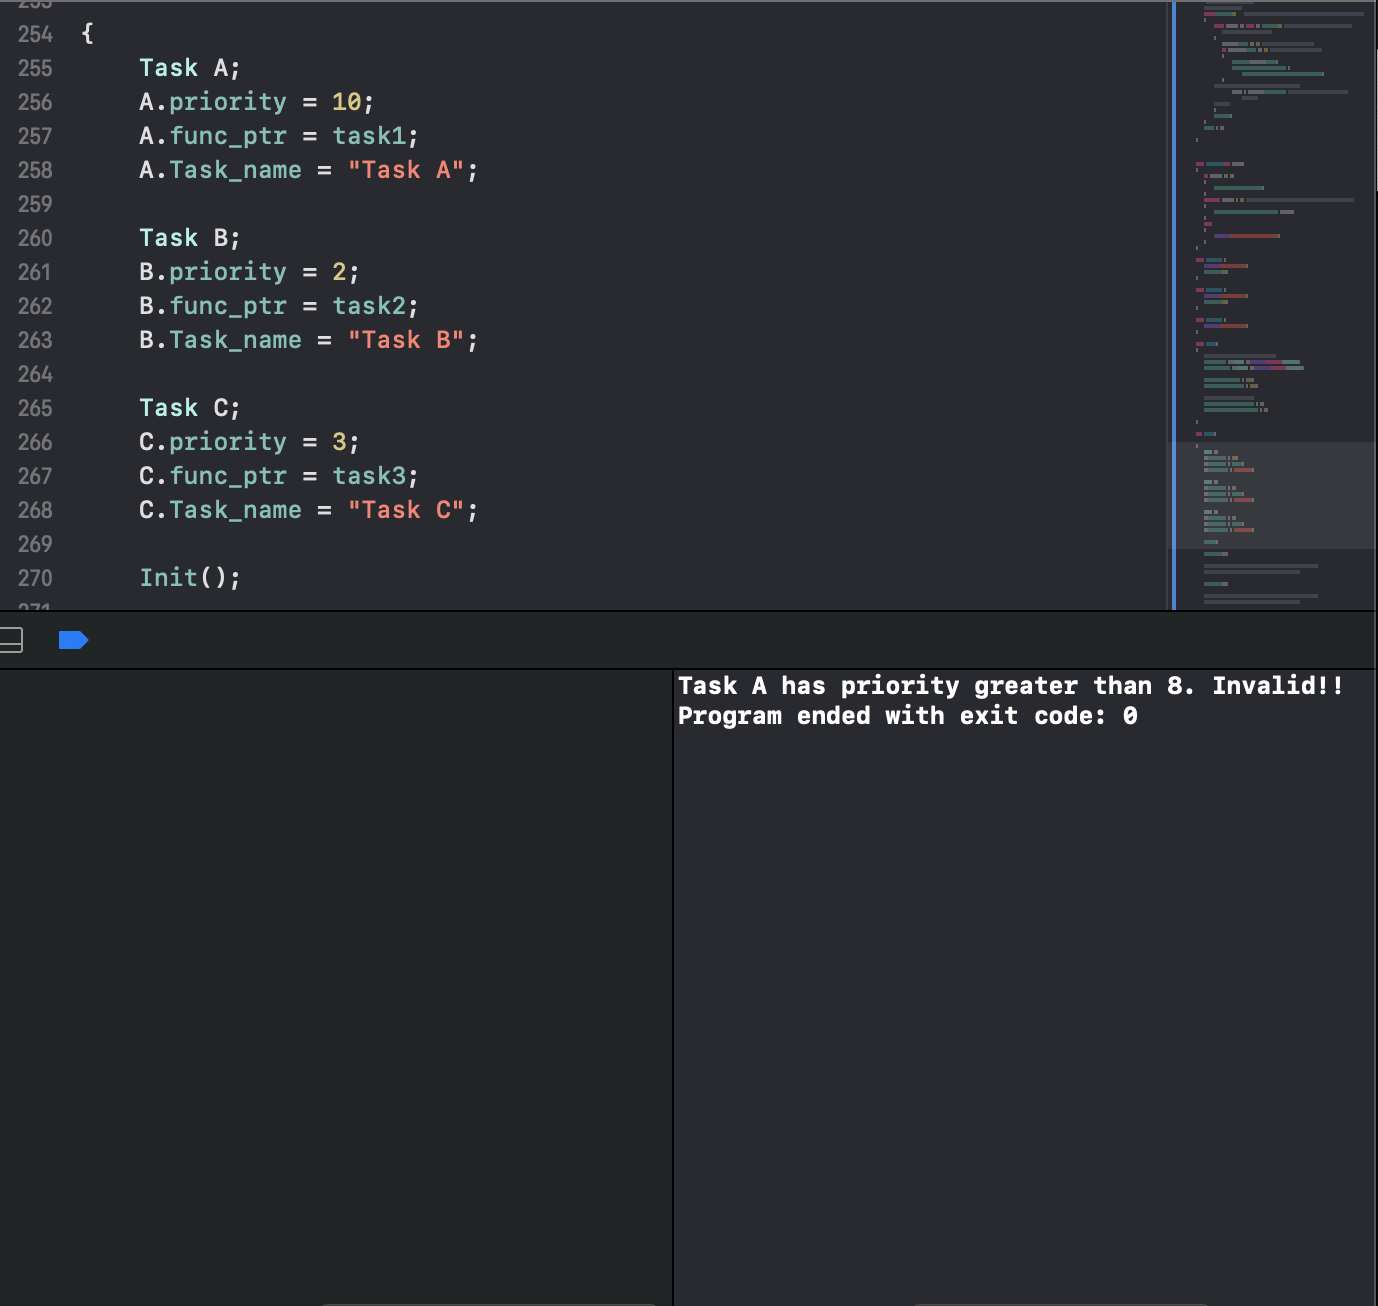 254 {
255 Task A;
256 A.priority = 10;
257 A.func_ptr = task1;
258 A.Task_name = "Task A";
259
260 Task B;
261 B.priority = 2;
262 B.func_ptr = task2;
263 B.Task_name = "Task B";
264
265 Task C;
266 C.priority = 3;
267 C.func_ptr = task3;
268 C.Task_name = "Task C";
269
270 Init();
Task A has priority greater than 8. Invalid!!
Program ended with exit code: 0